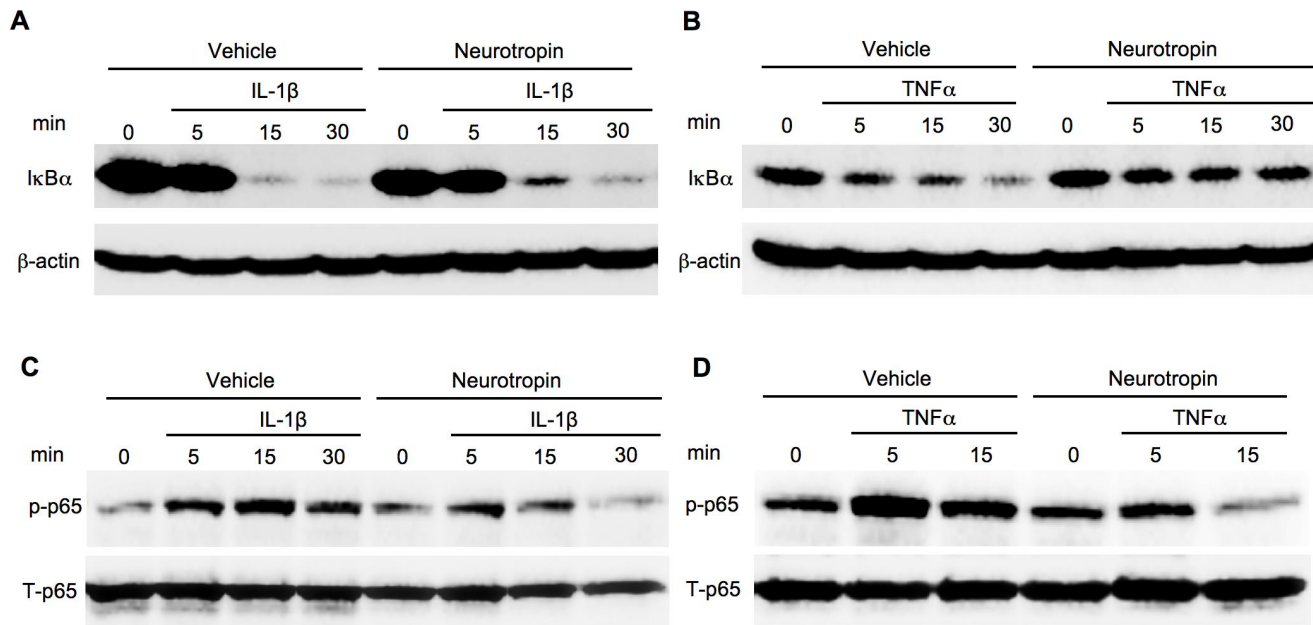 A
Vehicle Neurotropin
IL-1β IL-1β
min 0 5 15 30 0 5 15 30
IκBα
β-actin
B
Vehicle Neurotropin
TNFα TNFα
min 0 5 15 30 0 5 15 30
IκBα
β-actin
C
Vehicle Neurotropin
IL-1β IL-1β
min 0 5 15 30 0 5 15 30
p-p65
T-p65
D
Vehicle Neurotropin
TNFα TNFα
min 0 5 15 0 5 15
p-p65
T-p65